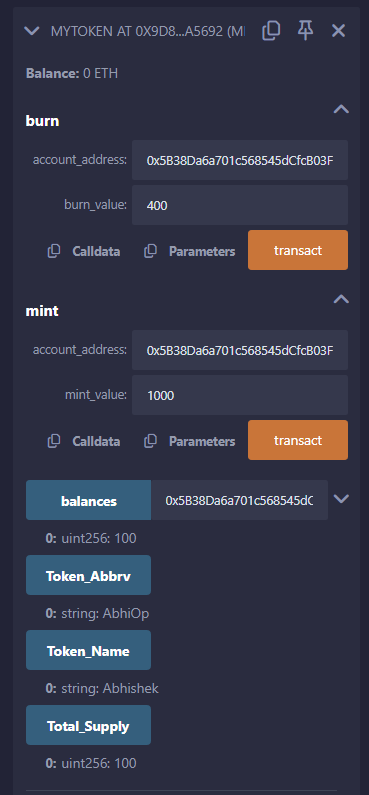 MYTOKEN AT 0X9D8...A5692 (M
Balance: 0 ETH
burn
account_address: 0x5B38Da6a701c568545dCfcB03F
burn_value: 400
Calldata Parameters transact
mint
account_address: 0x5B38Da6a701c568545dCfcB03F
mint_value: 1000
Calldata Parameters transact
balances 0x5B38Da6a701c568545dC
0: uint256: 100
Token_Abbrv
0: string: AbhiOp
Token_Name
0: string: Abhishek
Total_Supply
0: uint256: 100